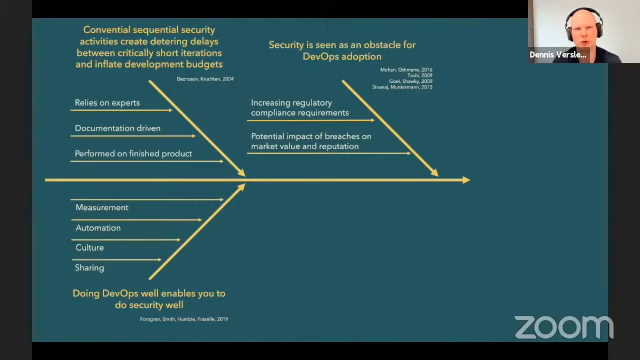 Convential sequential security
activities create detering delays
between critically short iterations
and inflate development budgets
Beznosov, Kruchten, 2004
Relies on experts
Documentation driven
Performed on finished product
Security is seen as an obstacle for
DevOps adoption
Mohan, Othmane, 2016
Tashi, 2009
Goel, Shawky, 2009
Sinanaj, Muntermann, 2015
Increasing regulatory
compliance requirements
Potential impact of breaches on
market value and reputation
Measurement
Automation
Culture
Sharing
Doing DevOps well enables you to
do security well
Forsgren, Smith, Humble, Frazelle, 2019
Dennis Versle...
zoom